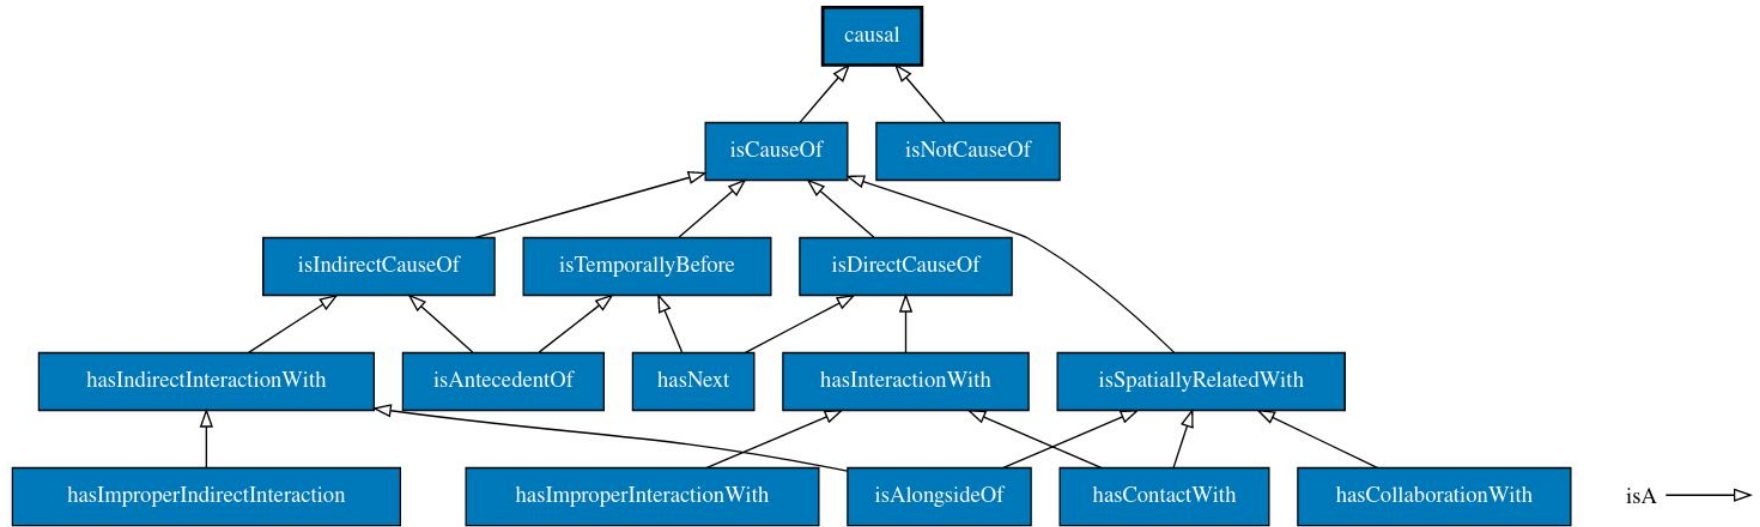 causal
isCauseOf
isNotCauseOf
isIndirectCauseOf
isTemporallyBefore
isDirectCauseOf
hasIndirectInteractionWith
isAntecedentOf
hasNext
hasInteractionWith
isSpatiallyRelatedWith
hasImproperIndirectInteraction
hasImproperInteractionWith
isAlongsideOf
hasContactWith
hasCollaborationWith
isA